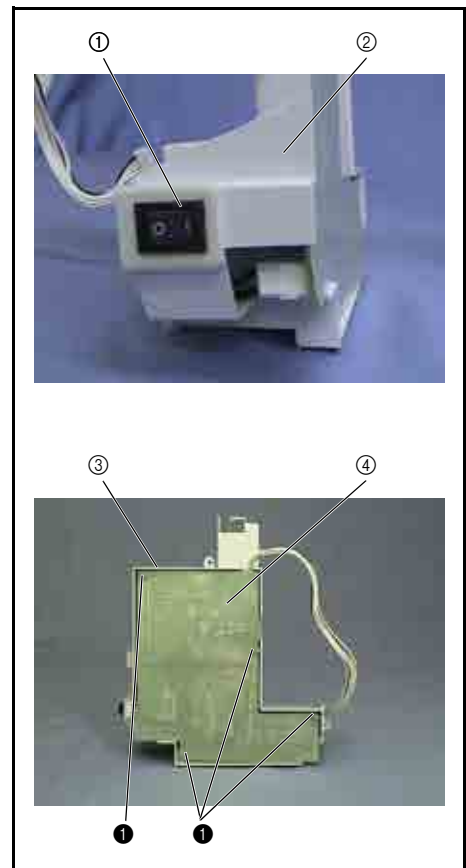 ① ②
③ ④
❶ ❶